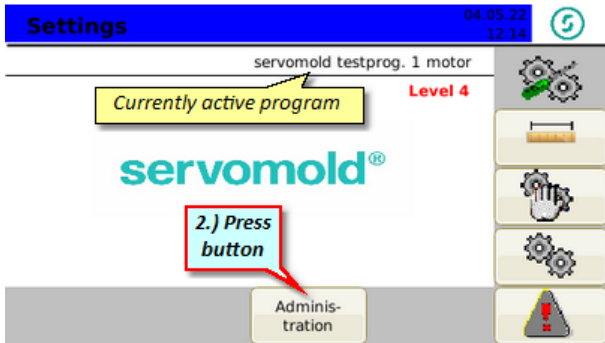 Settings
04.05.22
12:14
servomold testprog. 1 motor
Currently active program
Level 4
servomold®
2.) Press
button
Adminis-
tration